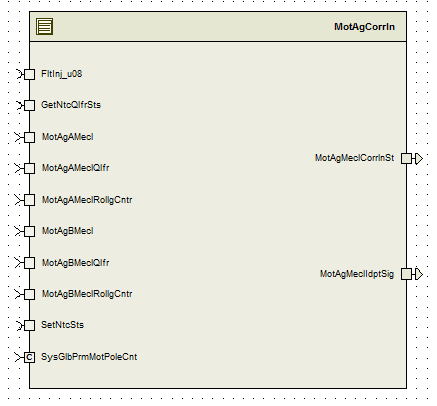 MotAgCorrln
FltInj_u08
GetNtcQlfrSts
MotAgAMecl
MotAgAMeclQlfr
MotAgAMeclRollgCntr
MotAgBMecl
MotAgBMeclQlfr
MotAgBMeclRollgCntr
SetNtcSts
C SysGlbPrmMotPoleCnt
MotAgMeclCorrlnSt
MotAgMeclIdptSig